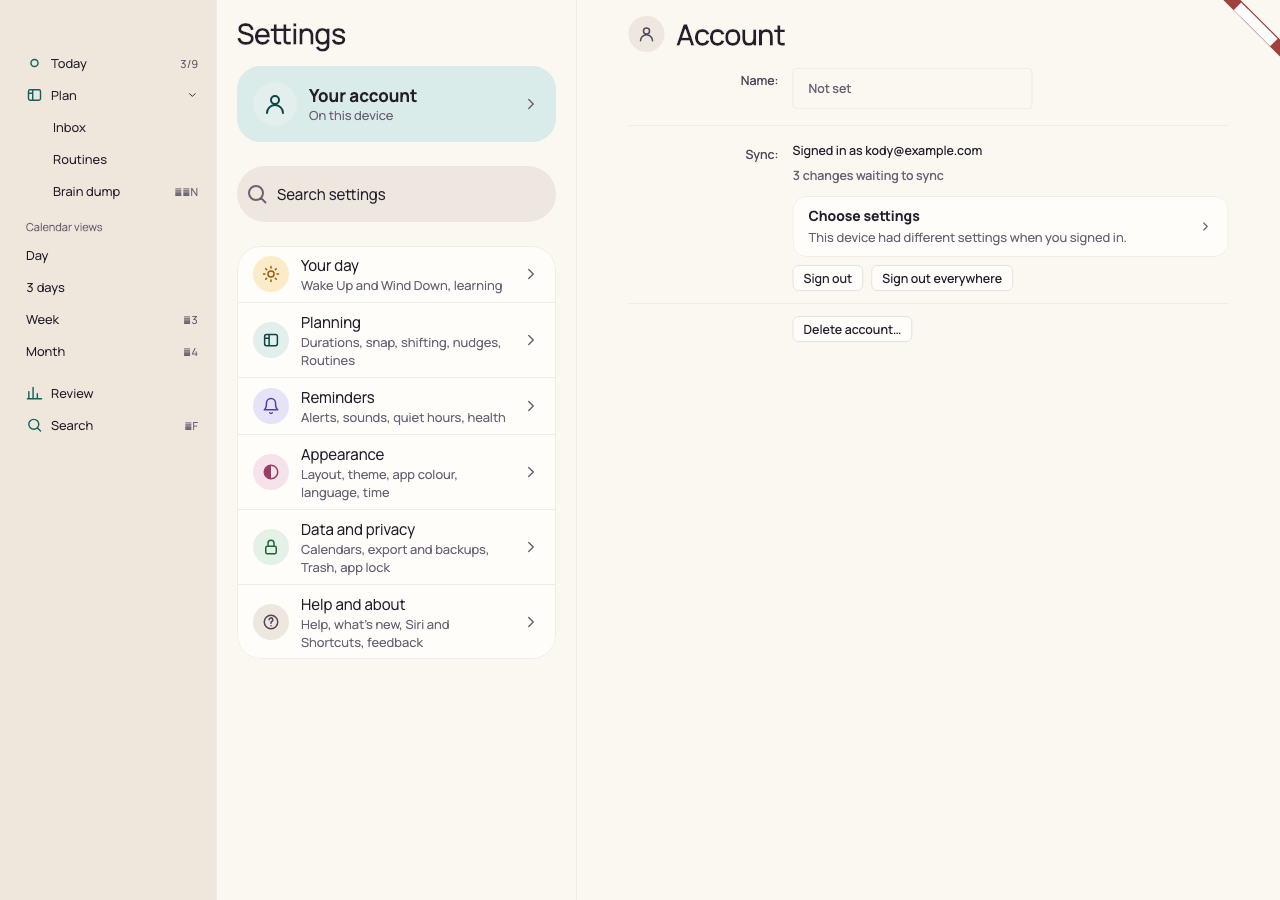 Today 3/9
Plan
Inbox
Routines
Brain dump N
Calendar views
Day
3 days
Week 3
Month 4
Review
Search F
Settings
Your account
On this device
Search settings
Your day
Wake Up and Wind Down, learning
Planning
Durations, snap, shifting, nudges,
Routines
Reminders
Alerts, sounds, quiet hours, health
Appearance
Layout, theme, app colour,
language, time
Data and privacy
Calendars, export and backups,
Trash, app lock
Help and about
Help, what's new, Siri and
Shortcuts, feedback
Account
Name: Not set
Sync: Signed in as kody@example.com
3 changes waiting to sync
Choose settings
This device had different settings when you signed in.
Sign out Sign out everywhere
Delete account…